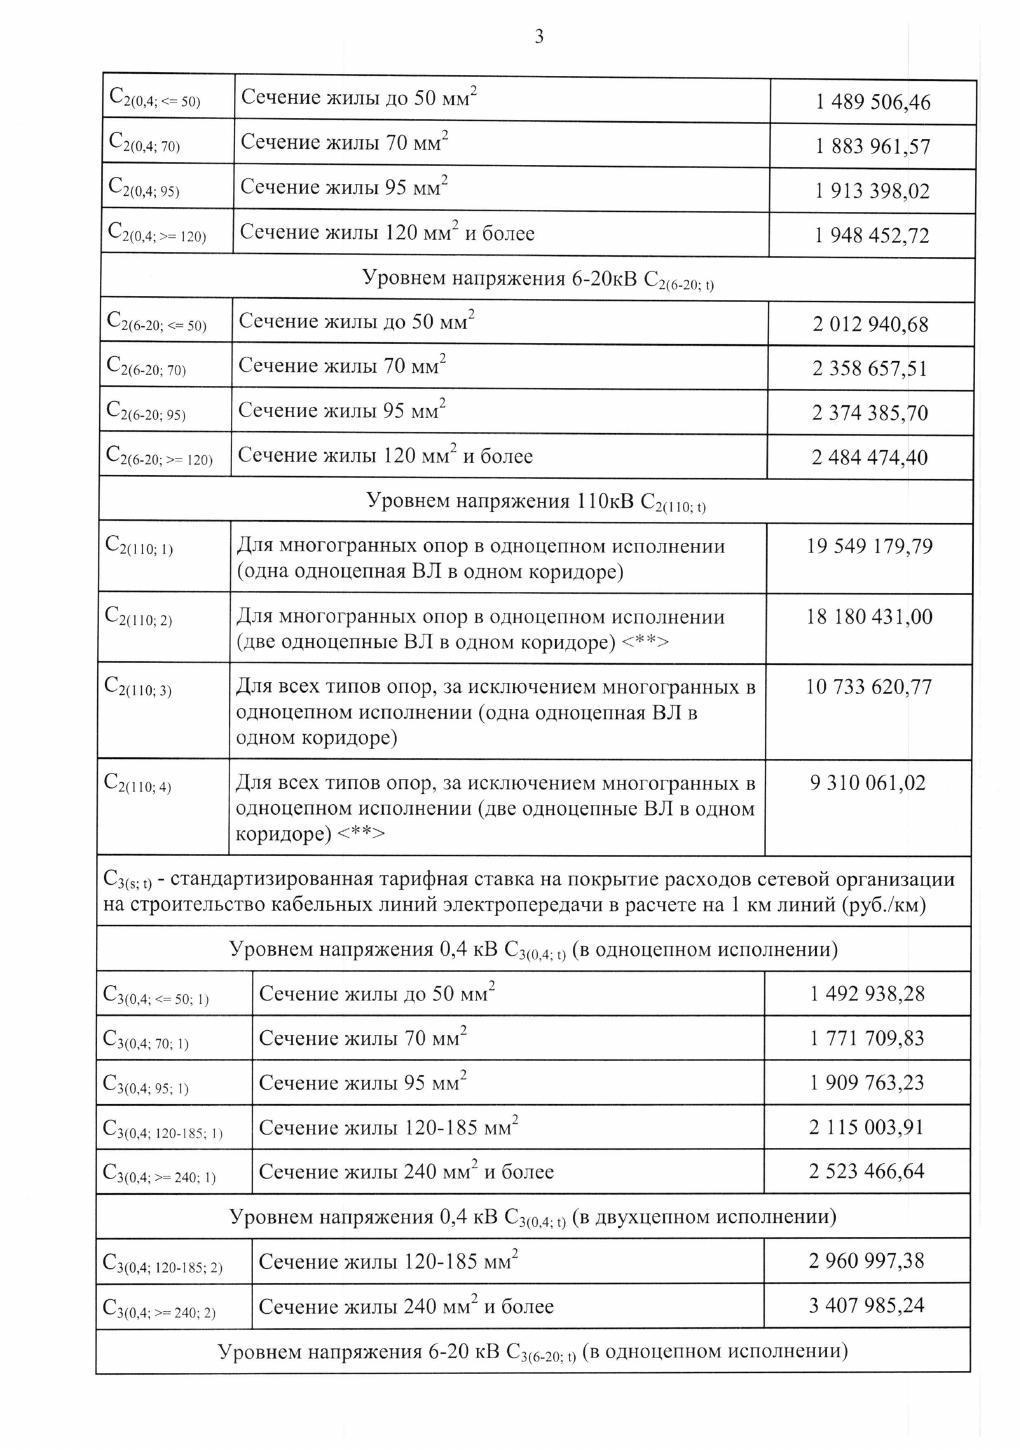 3
C2(0,4; <= 50) Сечение жилы до 50 мм² 1 489 506,46
C2(0,4; 70) Сечение жилы 70 мм² 1 883 961,57
C2(0,4; 95) Сечение жилы 95 мм² 1 913 398,02
C2(0,4; >= 120) Сечение жилы 120 мм² и более 1 948 452,72
Уровнем напряжения 6-20кВ C2(6-20; t)
C2(6-20; <= 50) Сечение жилы до 50 мм² 2 012 940,68
C2(6-20; 70) Сечение жилы 70 мм² 2 358 657,51
C2(6-20; 95) Сечение жилы 95 мм² 2 374 385,70
C2(6-20; >= 120) Сечение жилы 120 мм² и более 2 484 474,40
Уровнем напряжения 110кВ C2(110; t)
C2(110; 1) Для многогранных опор в одноцепном исполнении 19 549 179,79
(одна одноцепная ВЛ в одном коридоре)
C2(110; 2) Для многогранных опор в одноцепном исполнении 18 180 431,00
(две одноцепные ВЛ в одном коридоре) <**>
C2(110; 3) Для всех типов опор, за исключением многогранных в 10 733 620,77
одноцепном исполнении (одна одноцепная ВЛ в
одном коридоре)
C2(110; 4) Для всех типов опор, за исключением многогранных в 9 310 061,02
одноцепном исполнении (две одноцепные ВЛ в одном
коридоре) <**>
C3(s; t) - стандартизированная тарифная ставка на покрытие расходов сетевой организации
на строительство кабельных линий электропередачи в расчете на 1 км линий (руб./км)
Уровнем напряжения 0,4 кВ C3(0,4; t) (в одноцепном исполнении)
C3(0,4; <= 50; 1) Сечение жилы до 50 мм² 1 492 938,28
C3(0,4; 70; 1) Сечение жилы 70 мм² 1 771 709,83
C3(0,4; 95; 1) Сечение жилы 95 мм² 1 909 763,23
C3(0,4; 120-185; 1) Сечение жилы 120-185 мм² 2 115 003,91
C3(0,4; >= 240; 1) Сечение жилы 240 мм² и более 2 523 466,64
Уровнем напряжения 0,4 кВ C3(0,4; t) (в двухцепном исполнении)
C3(0,4; 120-185; 2) Сечение жилы 120-185 мм² 2 960 997,38
C3(0,4; >= 240; 2) Сечение жилы 240 мм² и более 3 407 985,24
Уровнем напряжения 6-20 кВ C3(6-20; t) (в одноцепном исполнении)